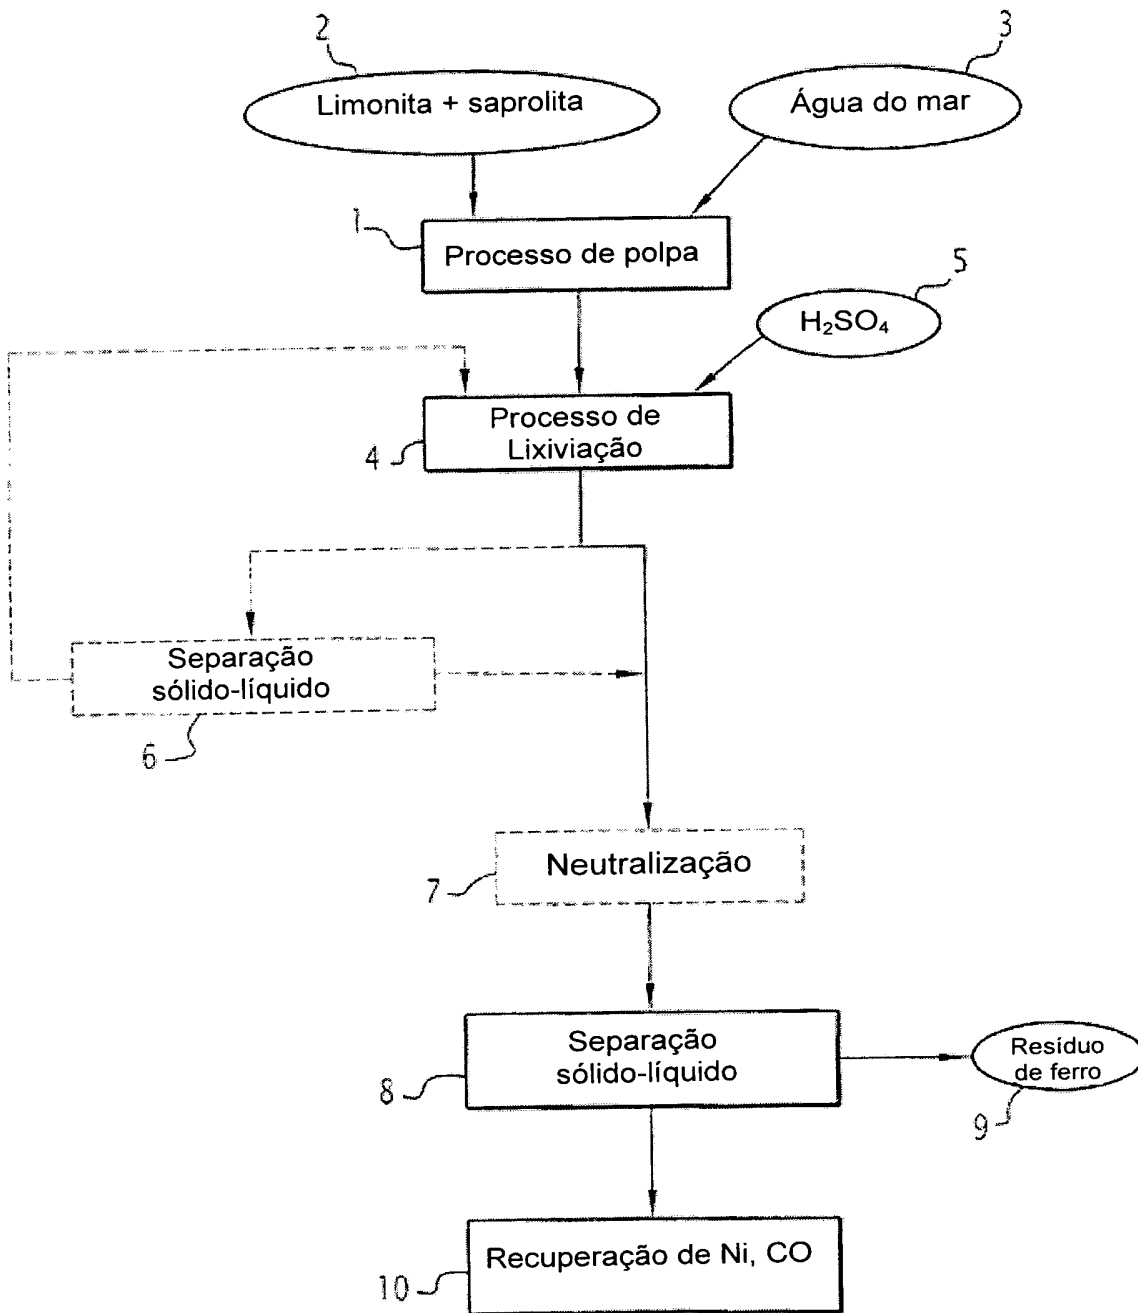 2
3
Limonita + saprolita
Água do mar
1
Processo de polpa
5
H₂SO₄
Processo de
Lixiviação
4
Separação
sólido-líquido
6
Neutralização
7
Separação
sólido-líquido
Resíduo
de ferro
8
9
Recuperação de Ni, CO
10